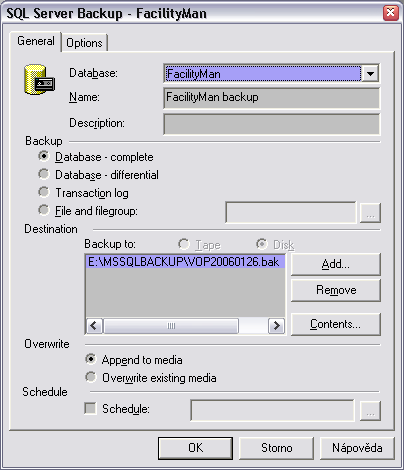 SQL Server Backup - FacilityMan
General Options
Database: FacilityMan
Name: FacilityMan backup
Description:
Backup
Database - complete
Database - differential
Transaction log
File and filegroup: ...
Destination
Backup to: Tape Disk
E:\MSSQLBACKUP\VOP20060126.bak
Add...
Remove
Contents...
Overwrite
Append to media
Overwrite existing media
Schedule
Schedule: ...
OK Storno Nápověda